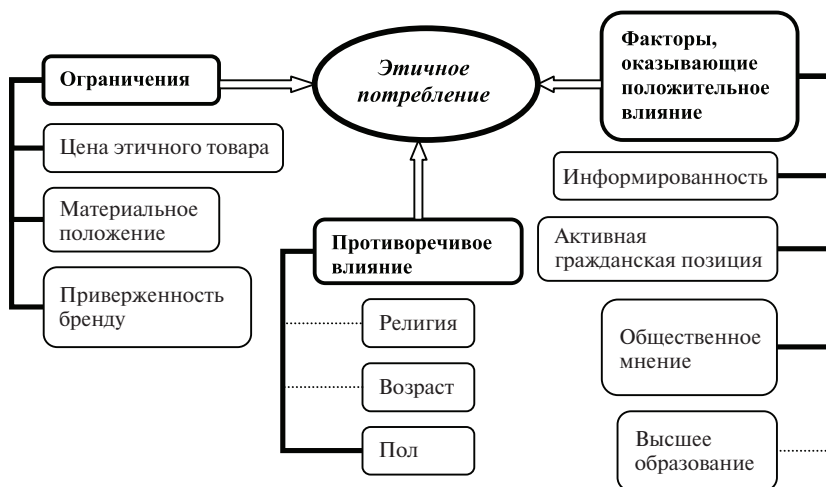 Ограничения
Цена этичного товара
Материальное
положение
Приверженность
бренду
Этичное
потребление
Противоречивое
влияние
Религия
Возраст
Пол
Факторы,
оказывающие
положительное
влияние
Информированность
Активная
гражданская позиция
Общественное
мнение
Высшее
образование